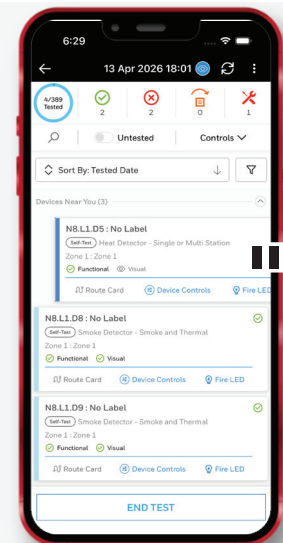 6:29
13 Apr 2026 18:01
4/389
Tested
2
2
0
1
Untested
Controls
Sort By: Tested Date
Devices Near You (3)
N8.L1.D5 : No Label
Self-Test Heat Detector - Single or Multi Station
Zone 1 : Zone 1
Functional Visual
Route Card Device Controls Fire LED
N8.L1.D8 : No Label
Self-Test Smoke Detector - Smoke and Thermal
Zone 1 : Zone 1
Functional Visual
Route Card Device Controls Fire LED
N8.L1.D9 : No Label
Self-Test Smoke Detector - Smoke and Thermal
Zone 1 : Zone 1
Functional Visual
Route Card Device Controls Fire LED
END TEST